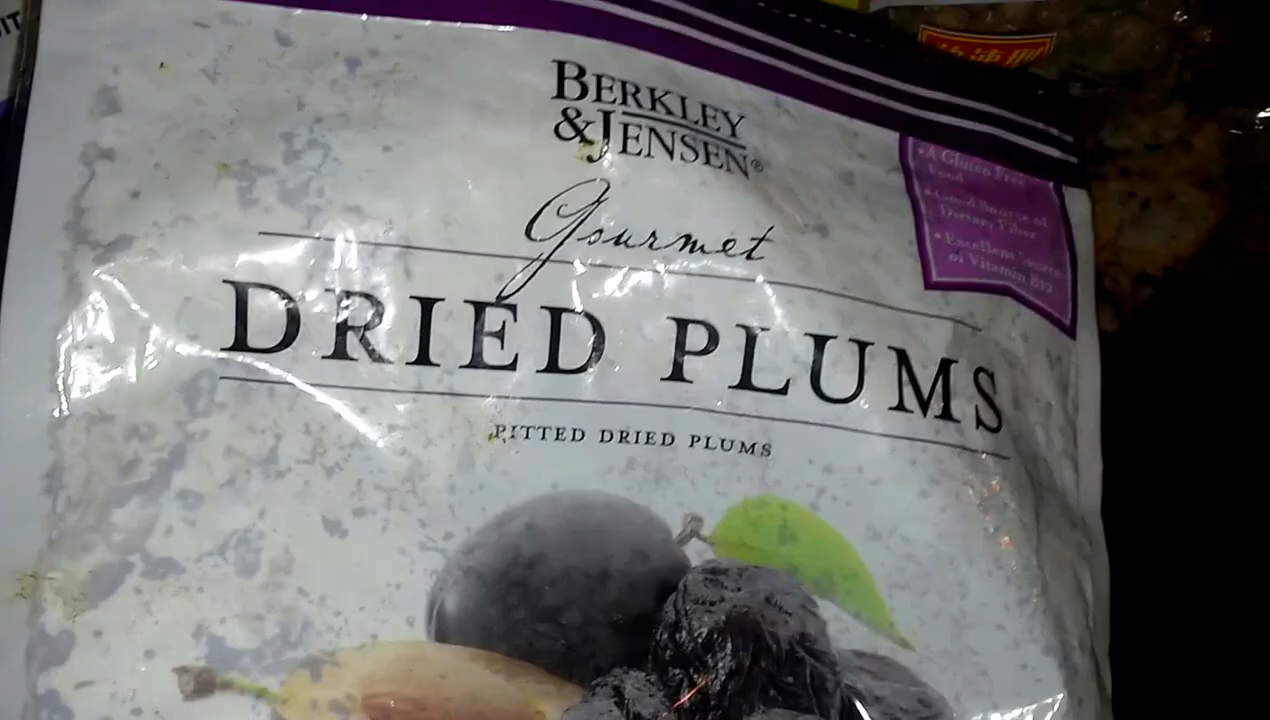 BERKLEY
&JENSEN®
Gourmet
DRIED PLUMS
PITTED DRIED PLUMS
• A Gluten Free
Food
• Good Source of
Dietary Fiber
• Excellent Source
of Vitamin B12